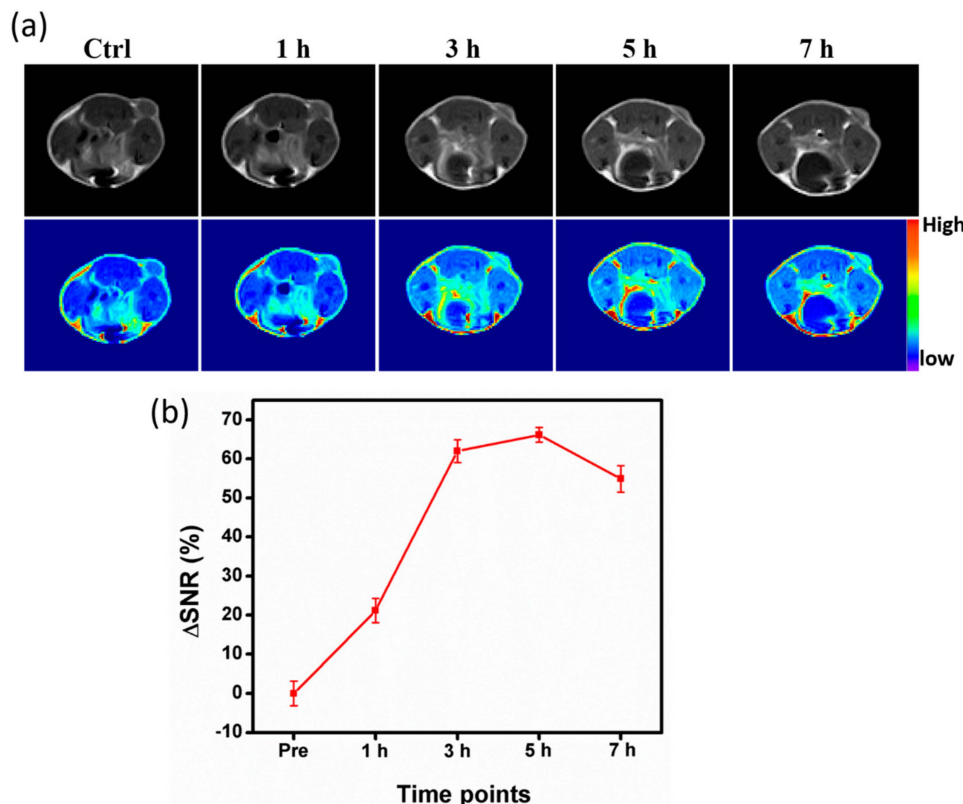 (a)
Ctrl 1 h 3 h 5 h 7 h
High
low
(b)
70
60
50
40
30
20
10
0
-10
ΔSNR (%)
Pre 1 h 3 h 5 h 7 h
Time points